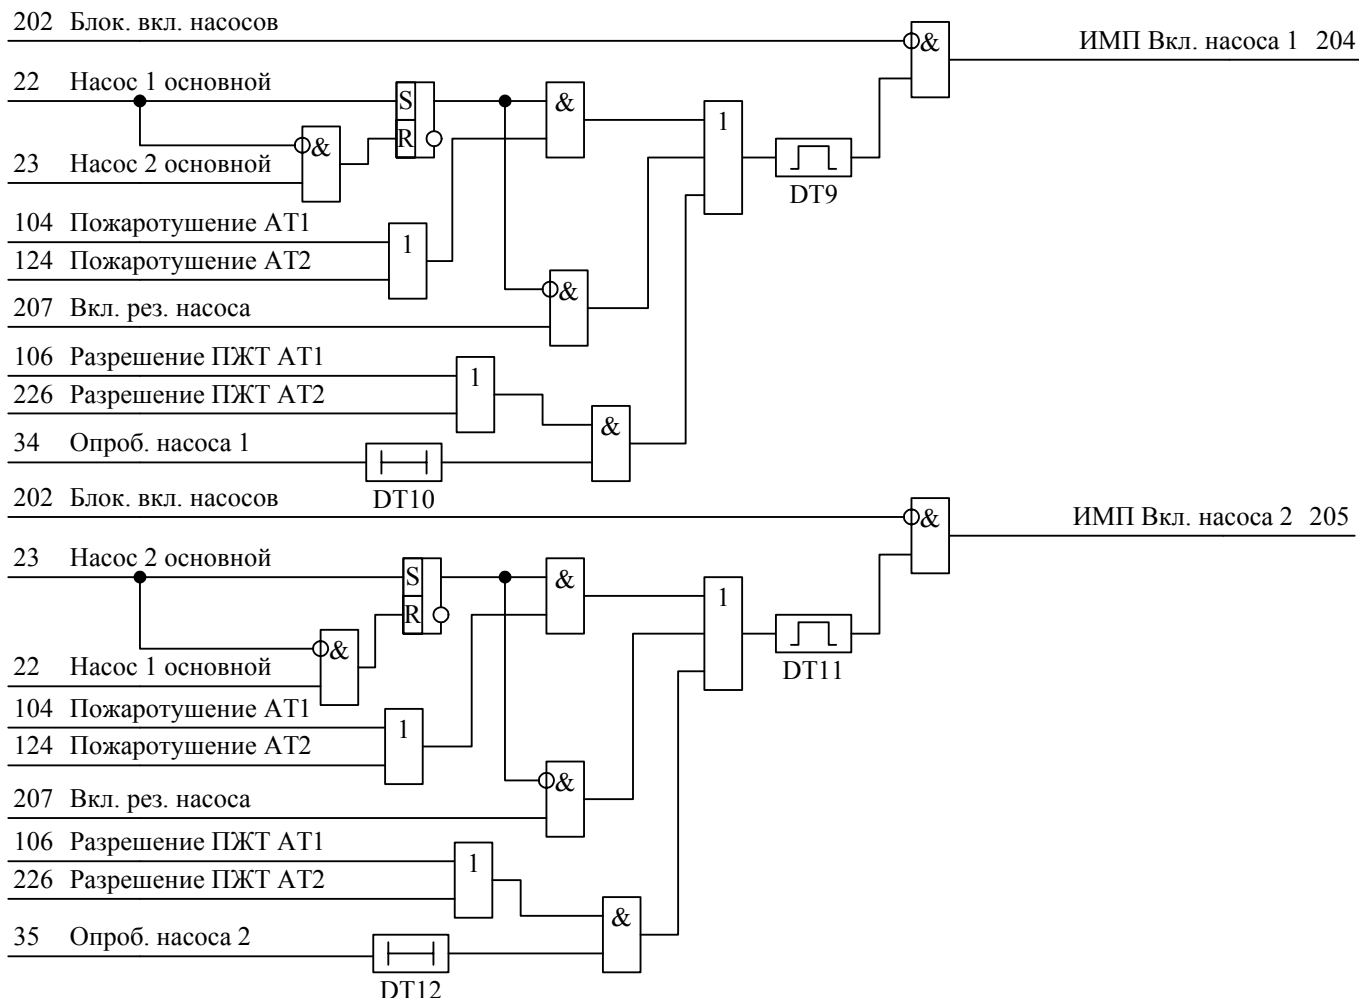 202 Блок. вкл. насосов
&
ИМП Вкл. насоса 1 204
22 Насос 1 основной
S
&
1
R
&
23 Насос 2 основной
DT9
104 Пожаротушение АТ1
1
124 Пожаротушение АТ2
&
207 Вкл. рез. насоса
106 Разрешение ПЖТ АТ1
1
226 Разрешение ПЖТ АТ2
&
34 Опроб. насоса 1
DT10
202 Блок. вкл. насосов
&
ИМП Вкл. насоса 2 205
23 Насос 2 основной
S
&
1
R
&
22 Насос 1 основной
DT11
104 Пожаротушение АТ1
1
124 Пожаротушение АТ2
&
207 Вкл. рез. насоса
106 Разрешение ПЖТ АТ1
1
226 Разрешение ПЖТ АТ2
&
35 Опроб. насоса 2
DT12